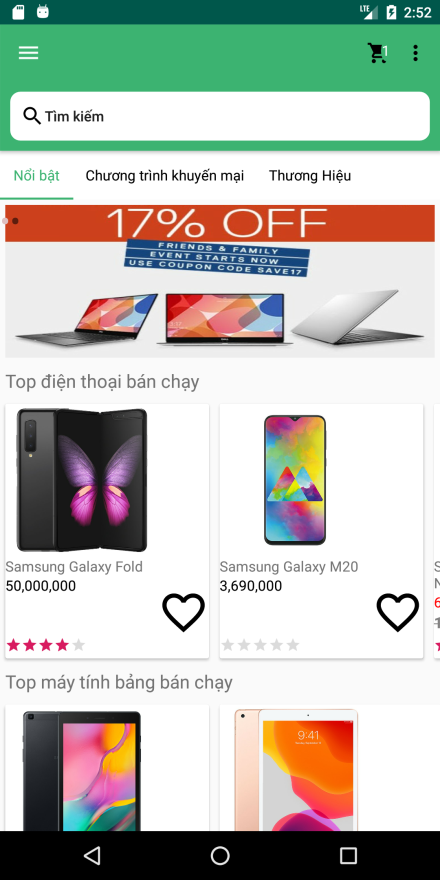 LTE 2:52
1
Tìm kiếm
Nổi bật Chương trình khuyến mại Thương Hiệu
17% OFF
FRIENDS & FAMILY
EVENT STARTS NOW
USE COUPON CODE SAVE17
Top điện thoại bán chạy
Samsung Galaxy Fold
50,000,000
Samsung Galaxy M20
3,690,000
Top máy tính bảng bán chạy
9:41